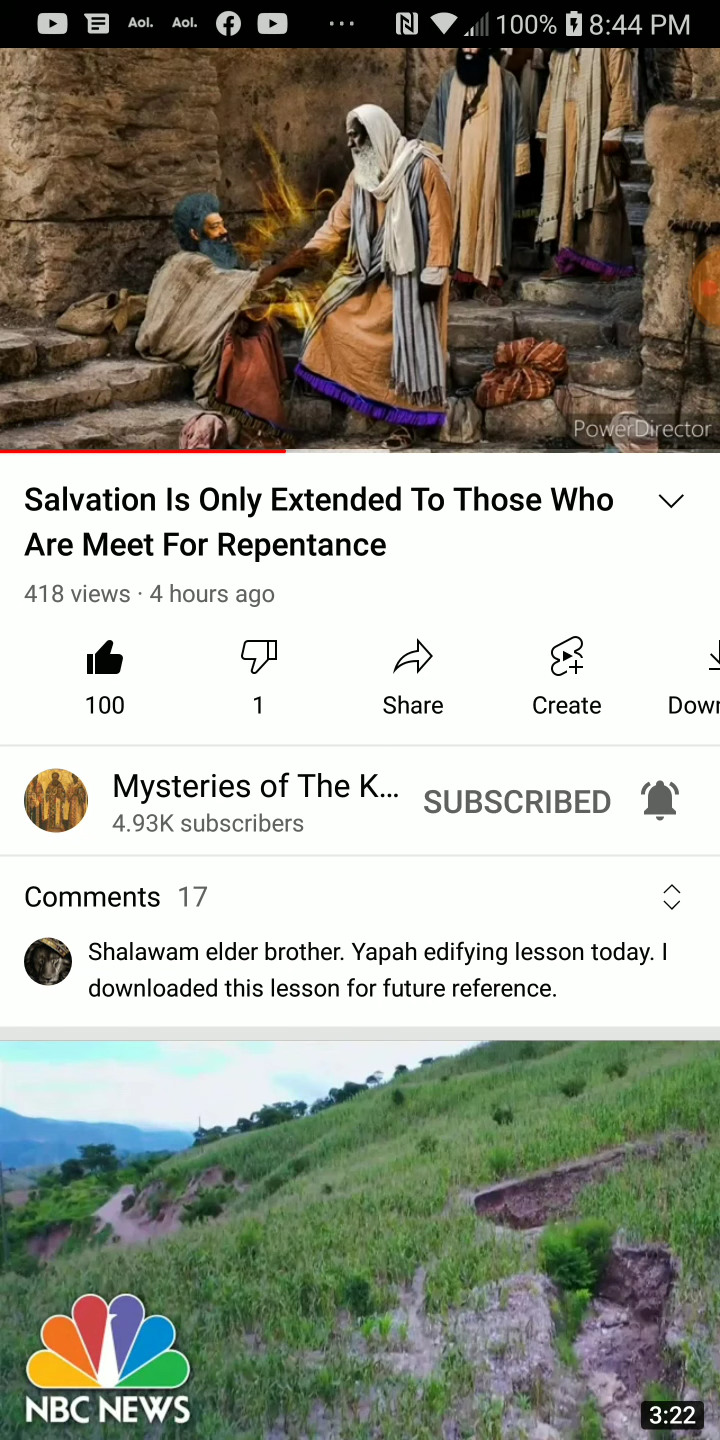 Aol. Aol. ... 100% 8:44 PM
PowerDirector
Salvation Is Only Extended To Those Who
Are Meet For Repentance
418 views · 4 hours ago
100 1 Share Create Down
Mysteries of The K... SUBSCRIBED
4.93K subscribers
Comments 17
Shalawam elder brother. Yapah edifying lesson today. I
downloaded this lesson for future reference.
NBC NEWS
3:22